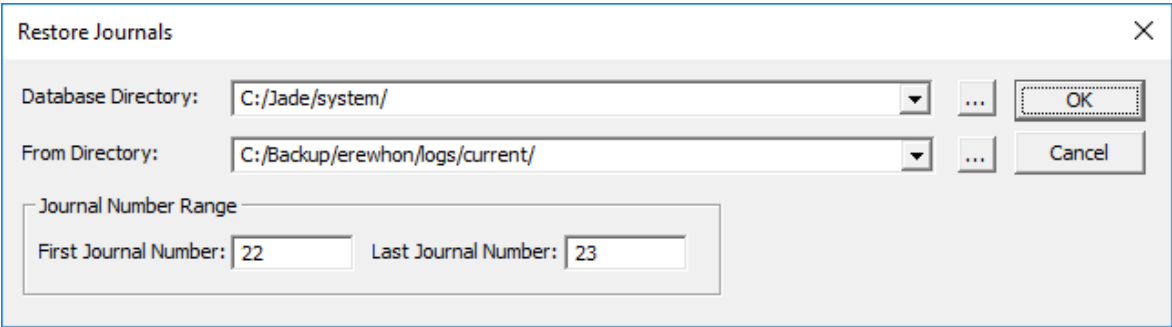 Restore Journals
Database Directory: C:/Jade/system/ ... OK
From Directory: C:/Backup/erewhon/logs/current/ ... Cancel
Journal Number Range
First Journal Number: 22 Last Journal Number: 23